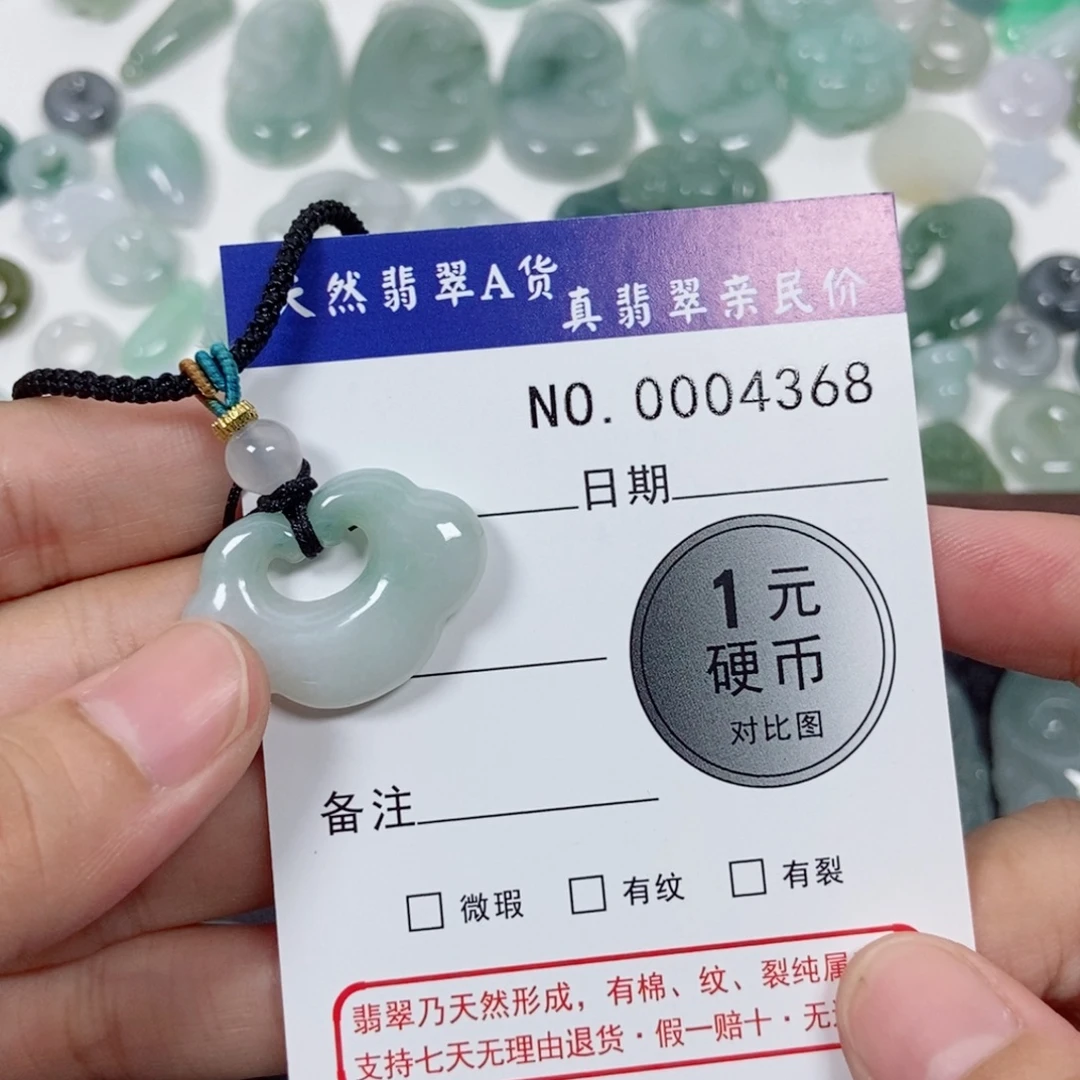 天然翡翠A货 真翡翠亲民价
NO. 0004368
日期
1元
硬币
对比图
备注
微瑕 有纹 有裂
翡翠乃天然形成，有棉、纹、裂纯属
支持七天无理由退货·假一赔十·无